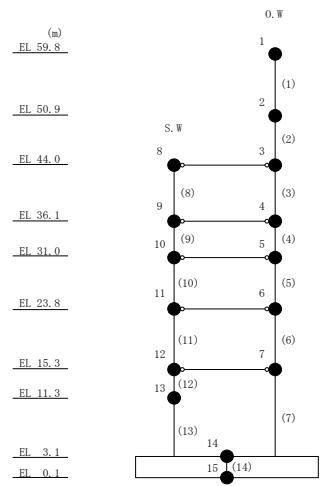 O.W
(m)
1
EL 59.8
(1)
2
EL 50.9
(2)
S.W
8 3
EL 44.0
(8) (3)
9 4
EL 36.1
(9) (4)
10 5
EL 31.0
(10) (5)
11 6
EL 23.8
(11) (6)
12 7
EL 15.3
13 (12)
EL 11.3
(7)
(13)
14
EL 3.1
15 (14)
EL 0.1